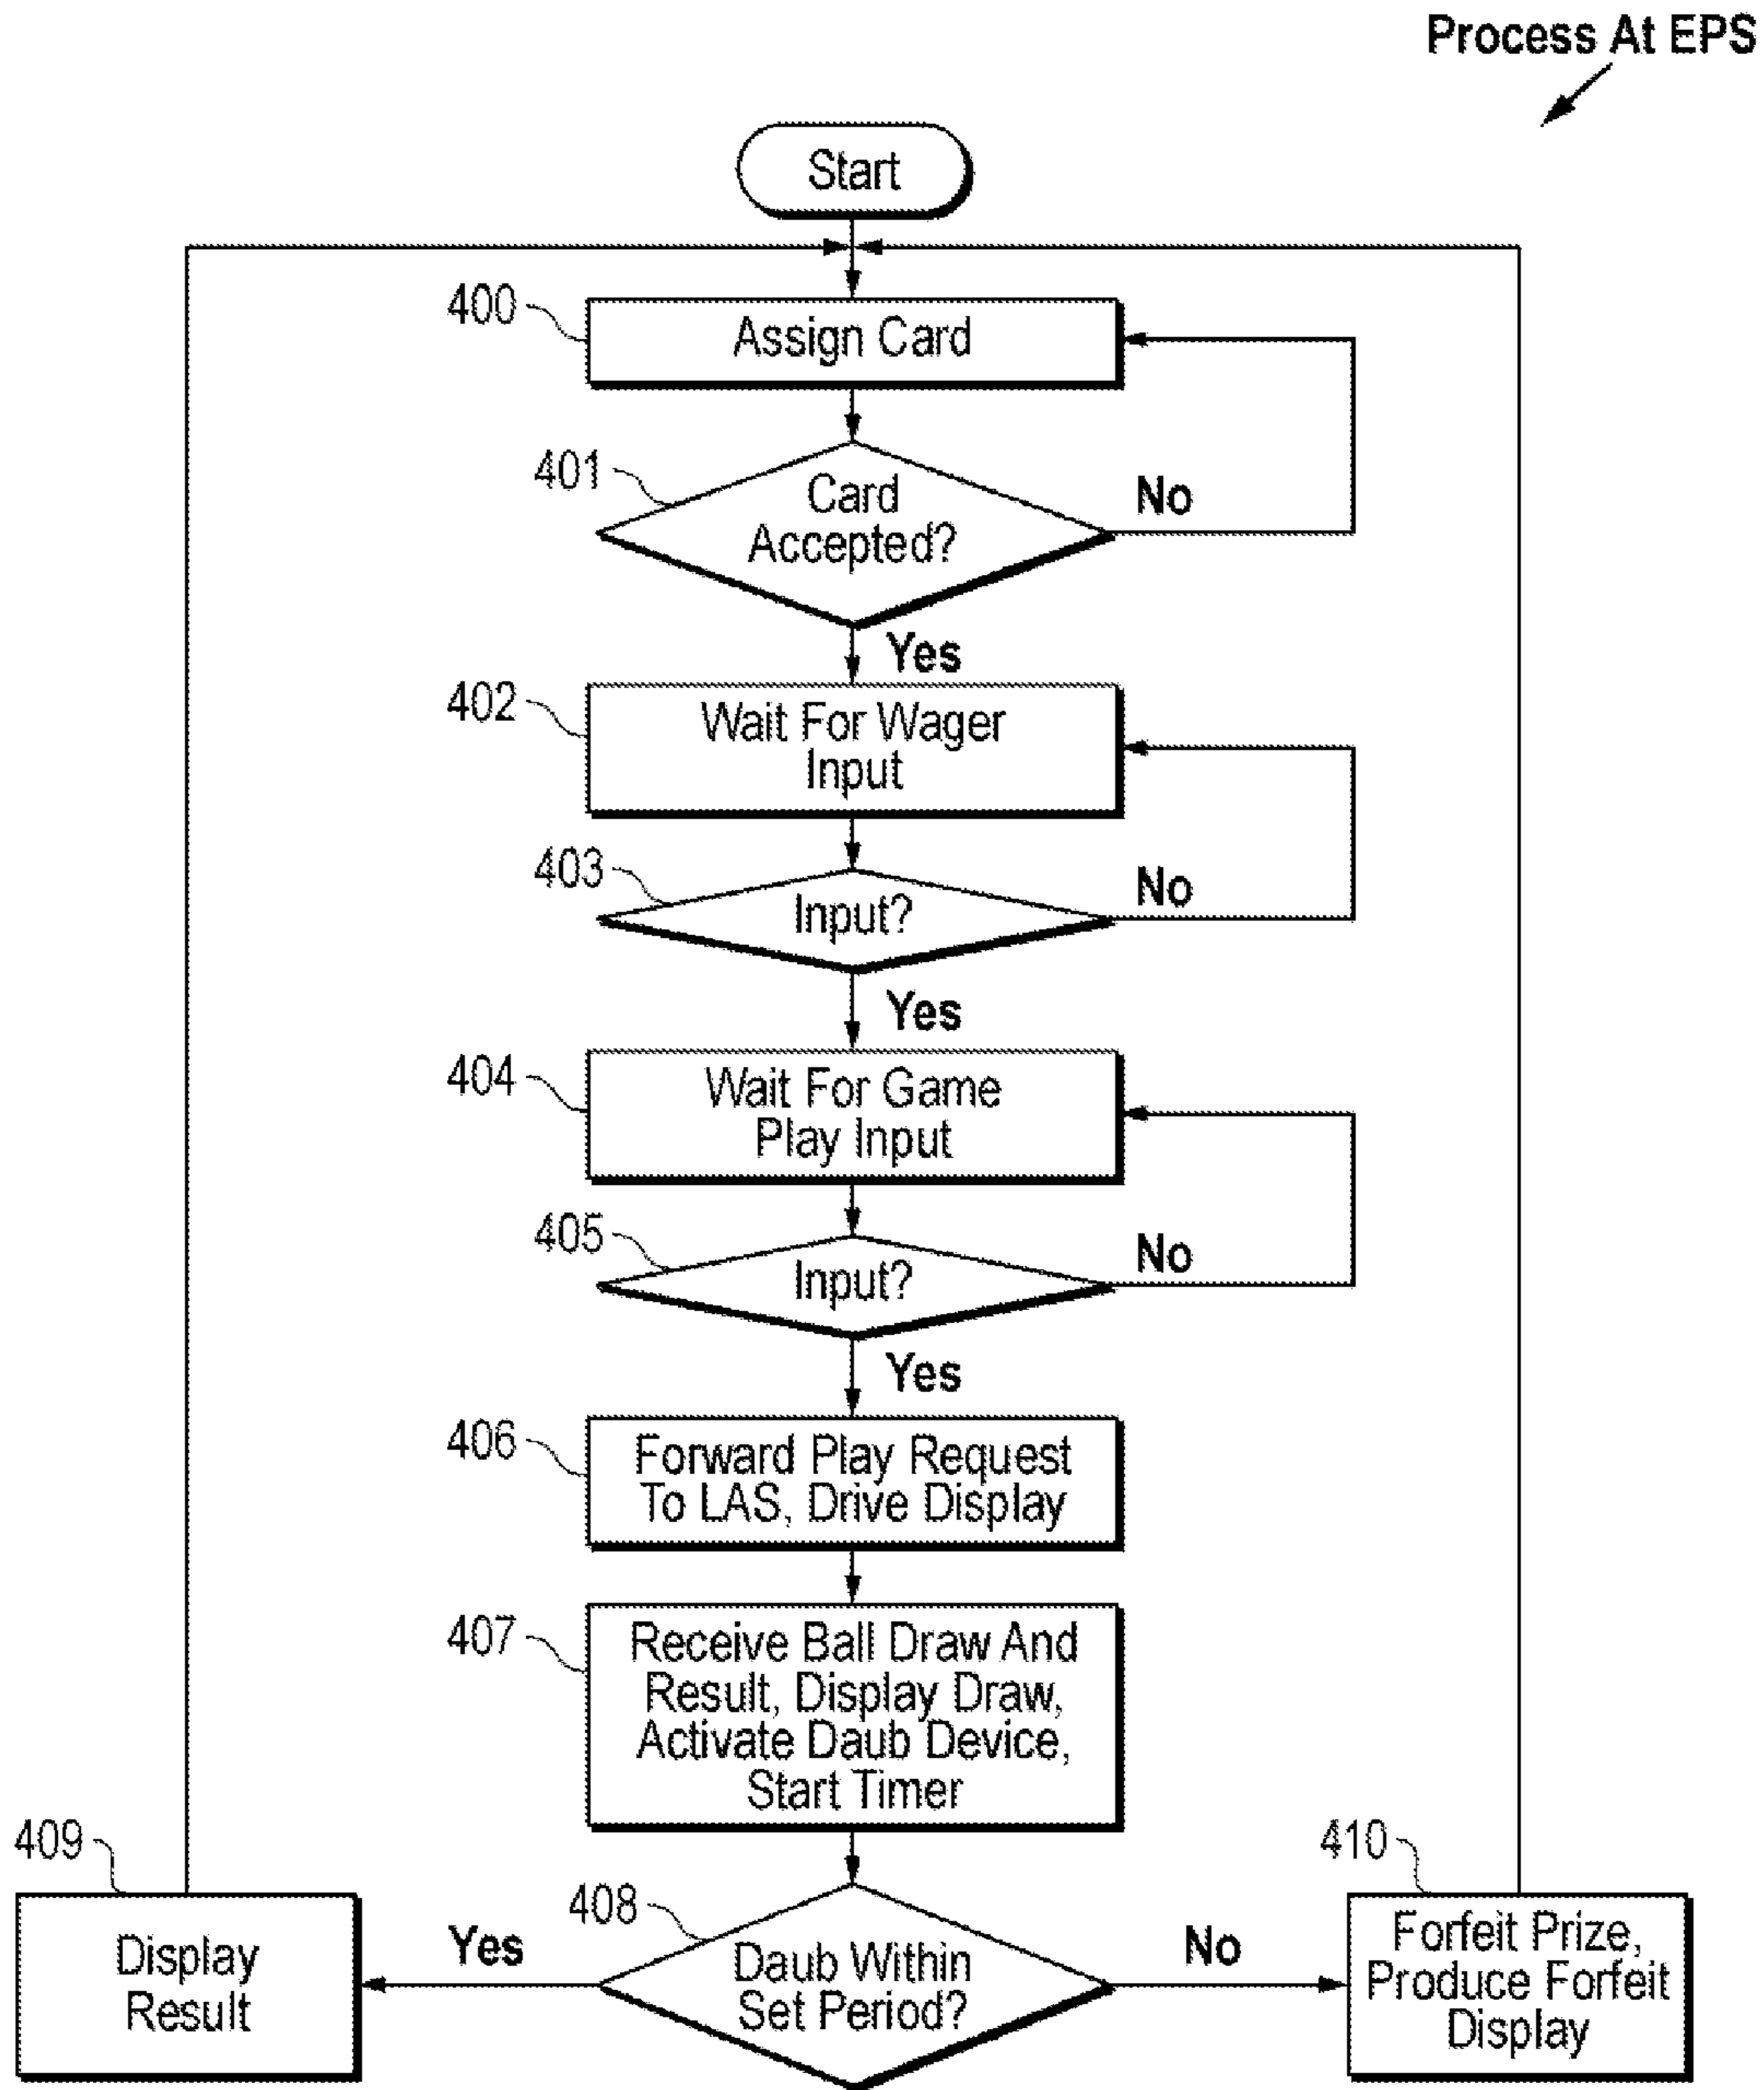 Process At EPS
Start
400
Assign Card
401
Card
Accepted?
No
Yes
402
Wait For Wager
Input
403
Input?
No
Yes
404
Wait For Game
Play Input
405
Input?
No
Yes
406
Forward Play Request
To LAS, Drive Display
407
Receive Ball Draw And
Result, Display Draw,
Activate Daub Device,
Start Timer
408
Daub Within
Set Period?
Yes
No
409
Display
Result
410
Forfeit Prize,
Produce Forfeit
Display